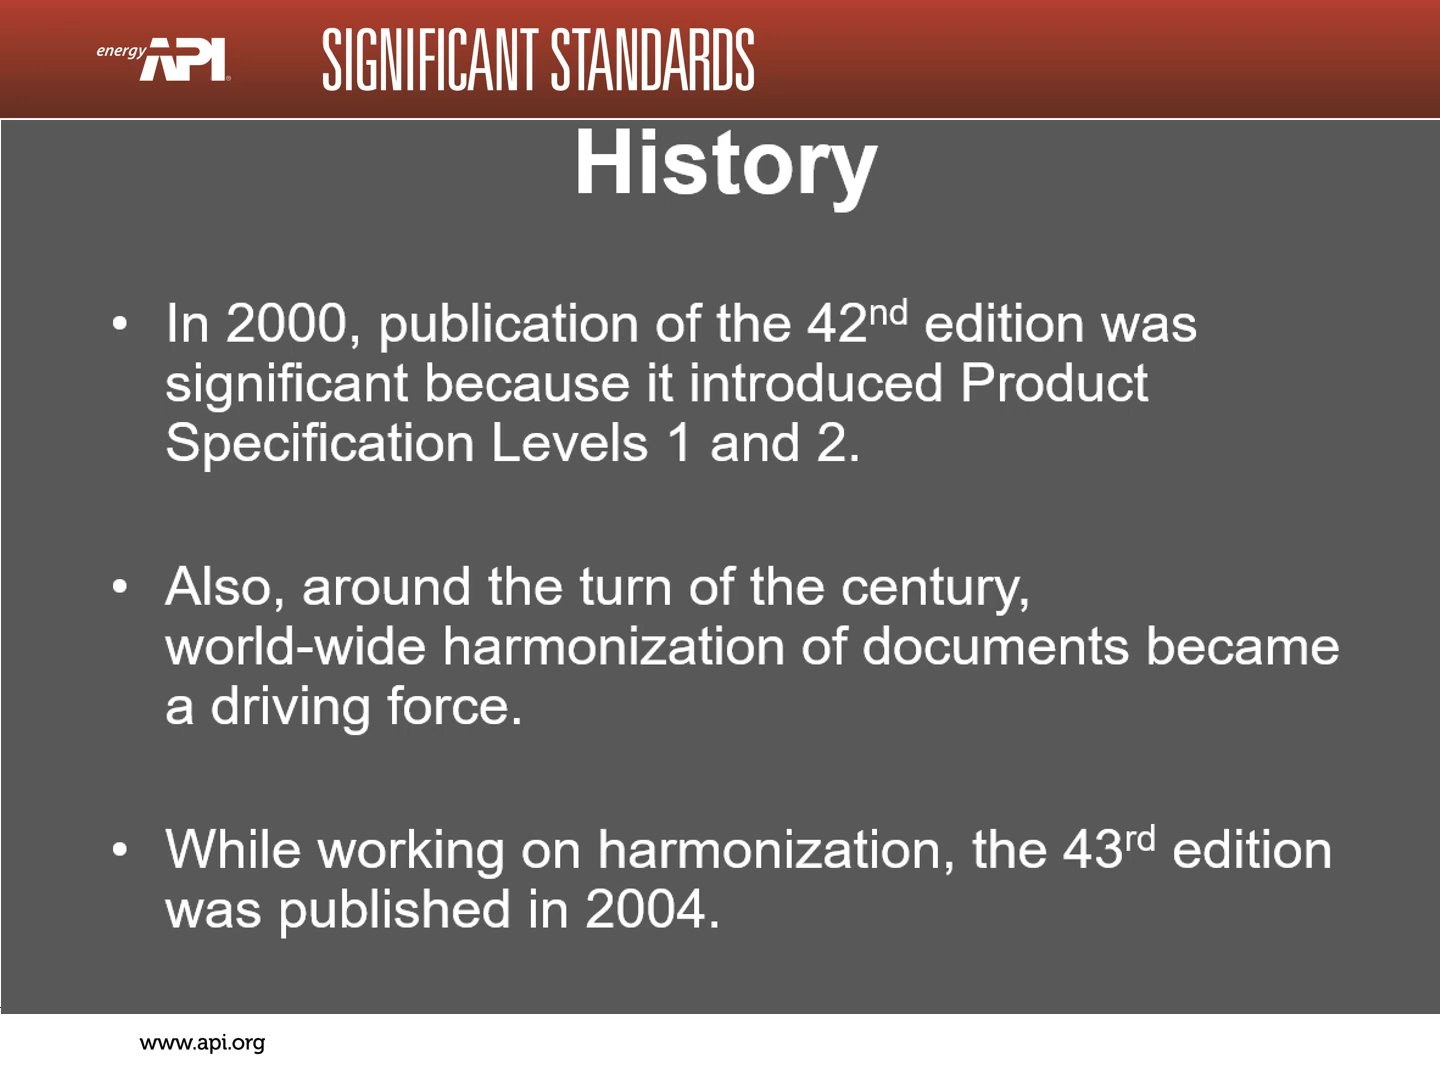 energy API
SIGNIFICANT STANDARDS
History
• In 2000, publication of the 42nd edition was
significant because it introduced Product
Specification Levels 1 and 2.
• Also, around the turn of the century,
world-wide harmonization of documents became
a driving force.
• While working on harmonization, the 43rd edition
was published in 2004.
www.api.org